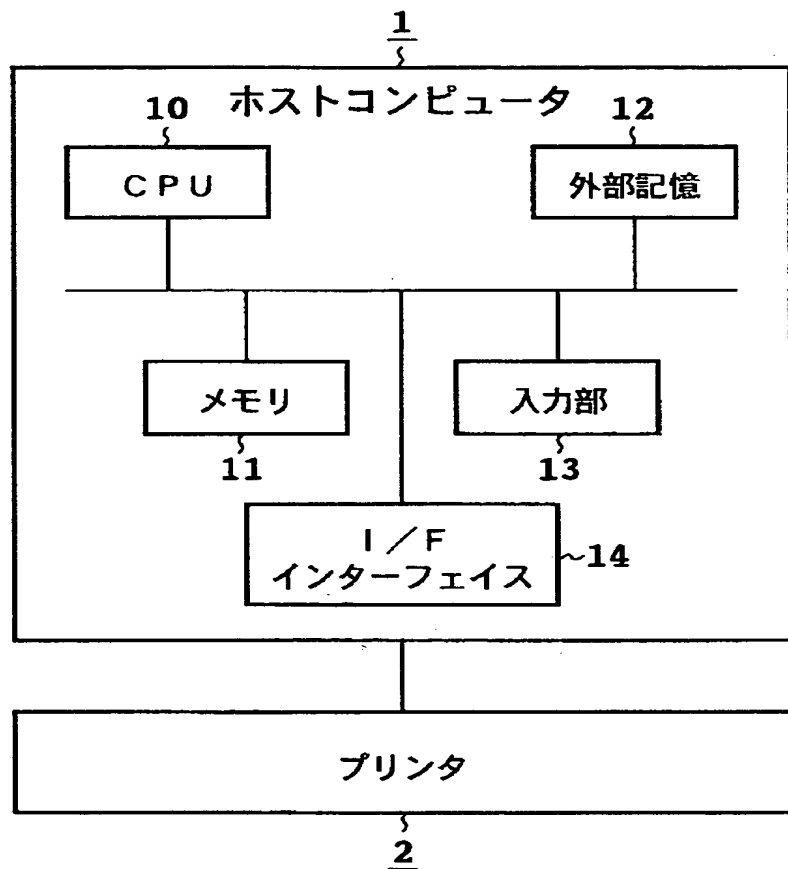 1
ホストコンピュータ
10
12
CPU
外部記憶
メモリ
入力部
11
13
I/F
インターフェイス
14
プリンタ
2